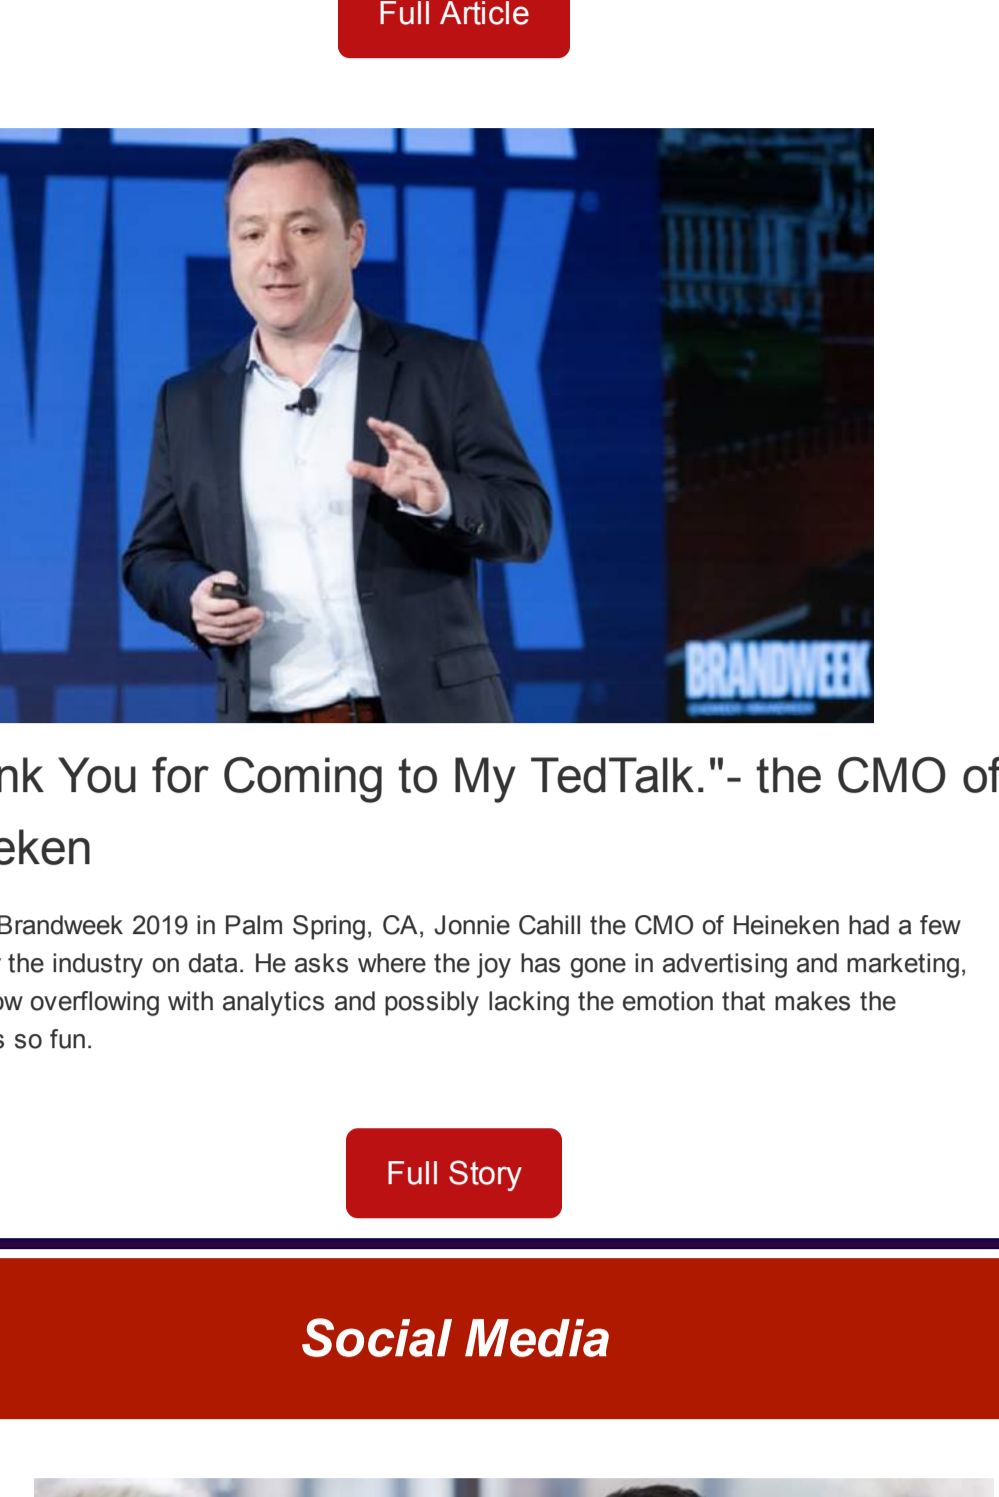 Full Article
WEEK
BRANDWEEK
nk You for Coming to My TedTalk."- the CMO of
eken
Brandweek 2019 in Palm Spring, CA, Jonnie Cahill the CMO of Heineken had a few
r the industry on data. He asks where the joy has gone in advertising and marketing,
ow overflowing with analytics and possibly lacking the emotion that makes the
s so fun.
Full Story
Social Media